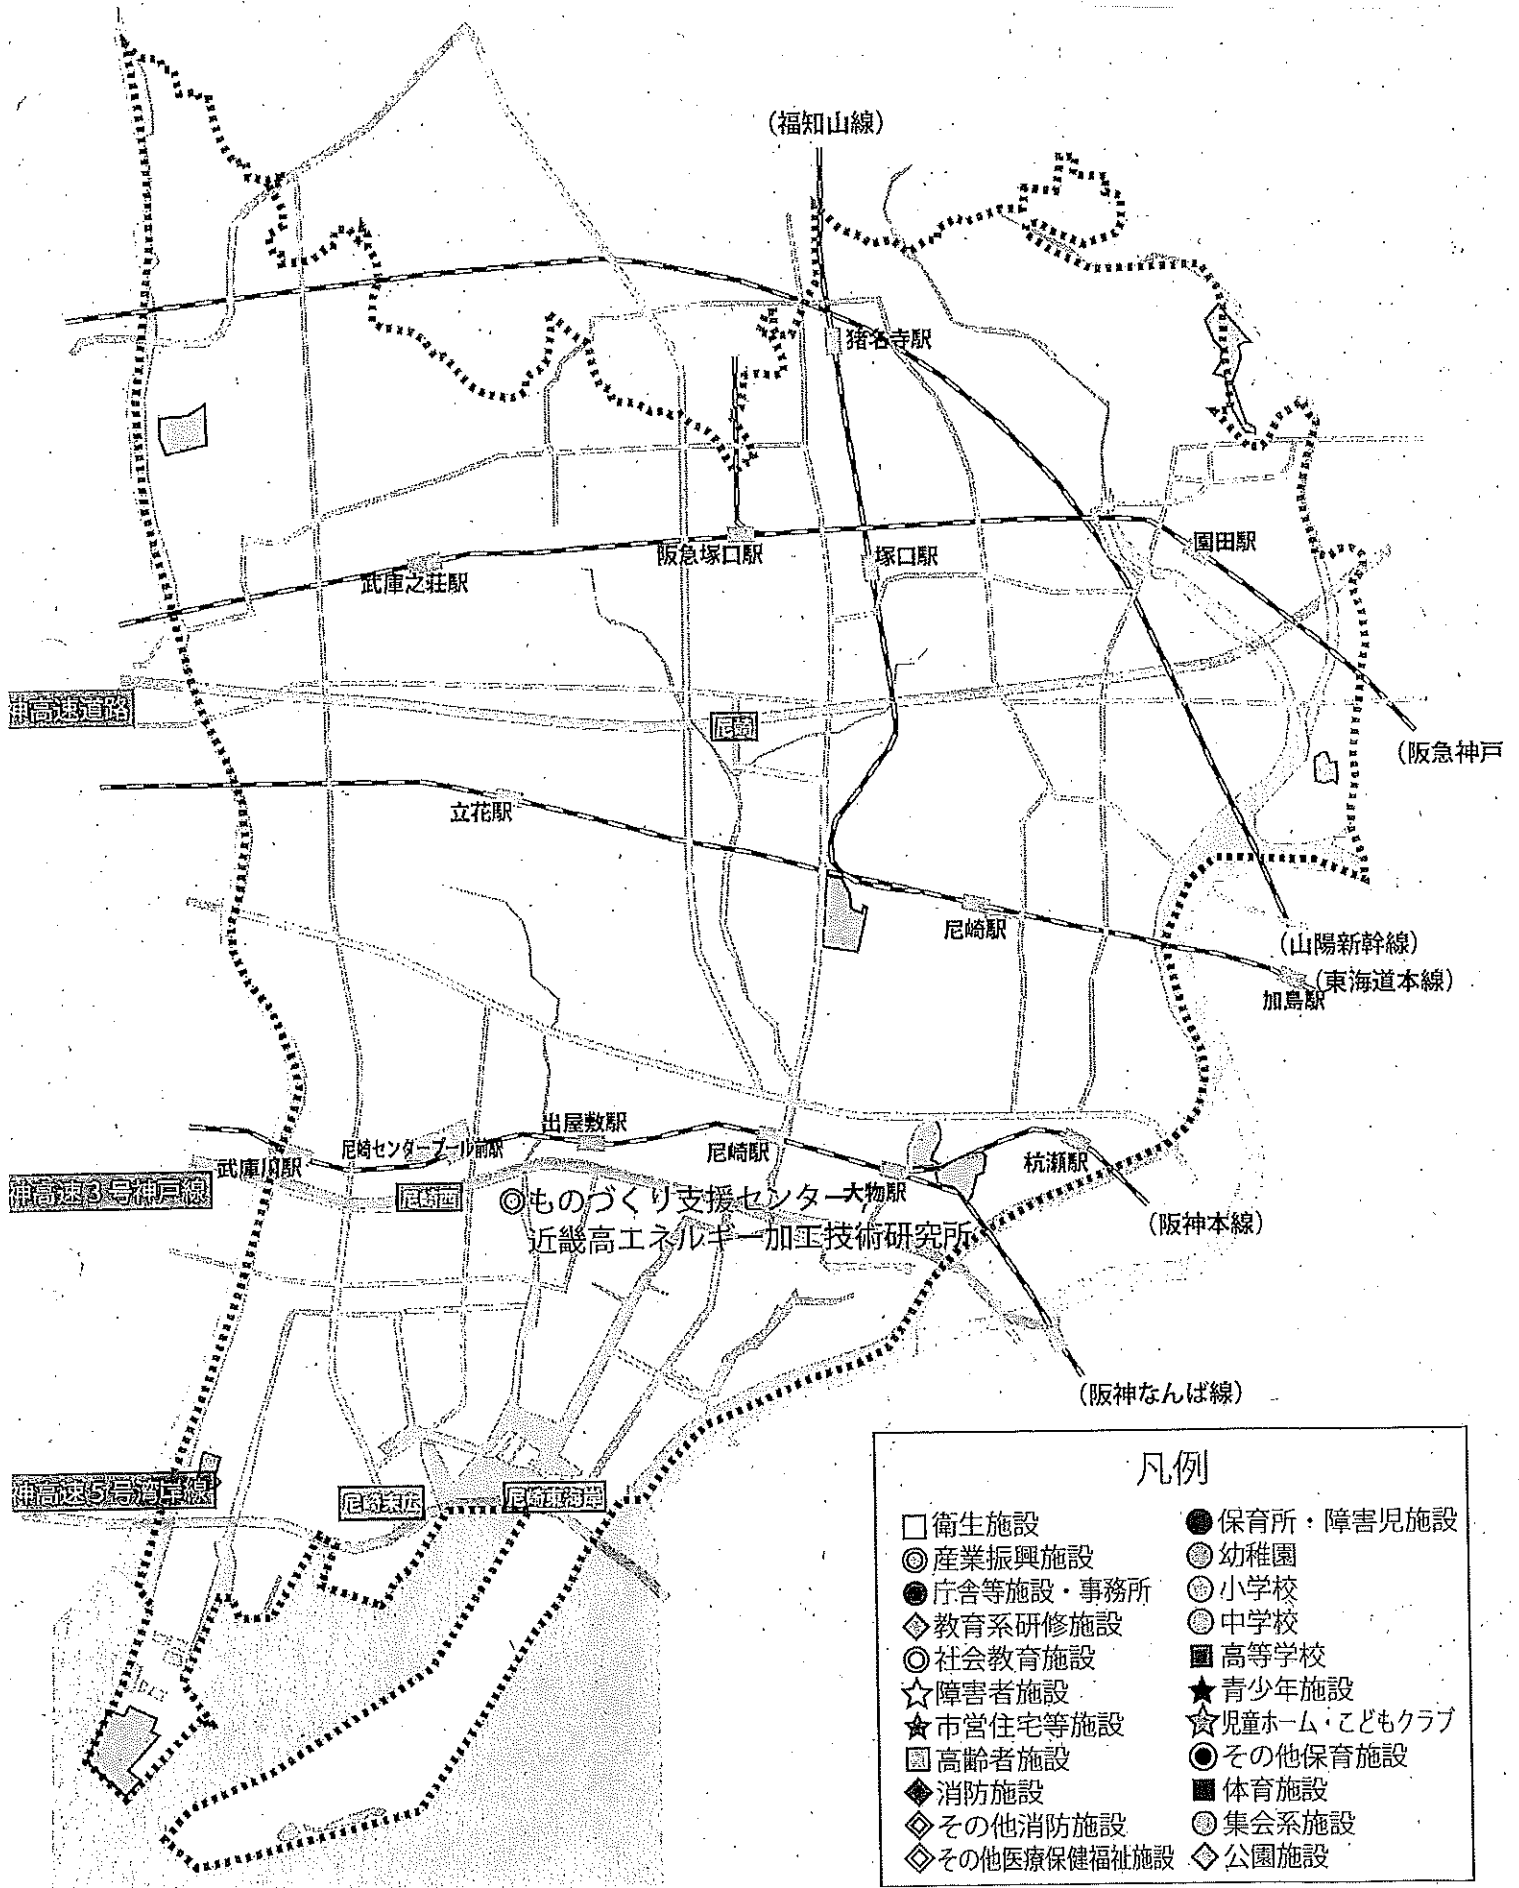 (福知山線)
猪名寺駅
阪急塚口駅
塚口駅
園田駅
武庫之荘駅
神高速道路
尼崎
(阪急神戸
立花駅
尼崎駅
(山陽新幹線)
(東海道本線)
加島駅
出屋敷駅
尼崎センタープール前駅
尼崎駅
武庫川駅
大物駅
杭瀬駅
神高速3号神戸線
尼崎西
◎ものづくり支援センター
近畿高エネルギー加工技術研究所
(阪神本線)
(阪神なんば線)
神高速5号湾岸線
尼崎末広
尼崎東海岸
凡例
□衛生施設
◎産業振興施設
●庁舎等施設・事務所
◇教育系研修施設
◎社会教育施設
☆障害者施設
★市営住宅等施設
□高齢者施設
◆消防施設
◇その他消防施設
◇その他医療保健福祉施設
●保育所・障害児施設
○幼稚園
○小学校
○中学校
■高等学校
★青少年施設
☆児童ホーム・こどもクラブ
◉その他保育施設
■体育施設
○集会系施設
◇公園施設